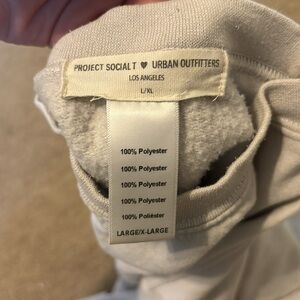 PROJECT SOCIAL T ♥ URBAN OUTFITTERS
LOS ANGELES
L/XL
100% Polyester
100% Polyester
100% Polyester
100% Polyester
100% Poliéster
LARGE/X-LARGE